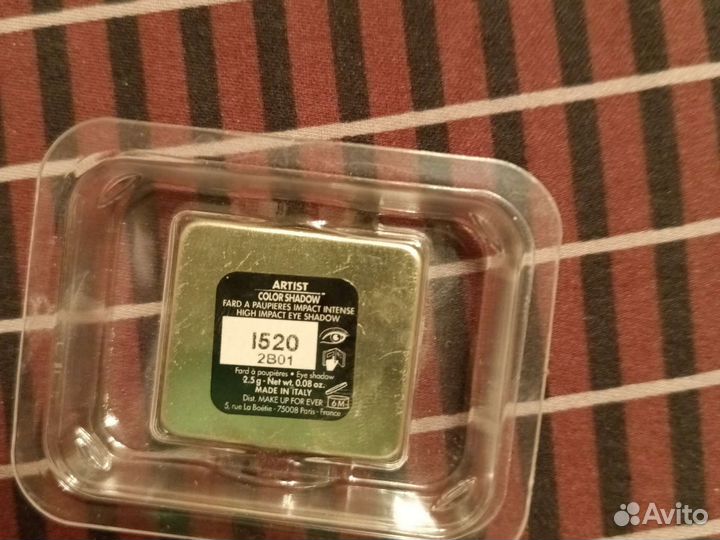 ARTIST
COLOR SHADOW™
FARD A PAUPIERES IMPACT INTENSE
HIGH IMPACT EYE SHADOW
I520
2B01
Fard à paupières • Eye shadow
2.5 g - Net wt. 0.08 oz.
MADE IN ITALY
Dist. MAKE UP FOR EVER
6M
5, rue La Boétie - 75008 Paris - France
Avito